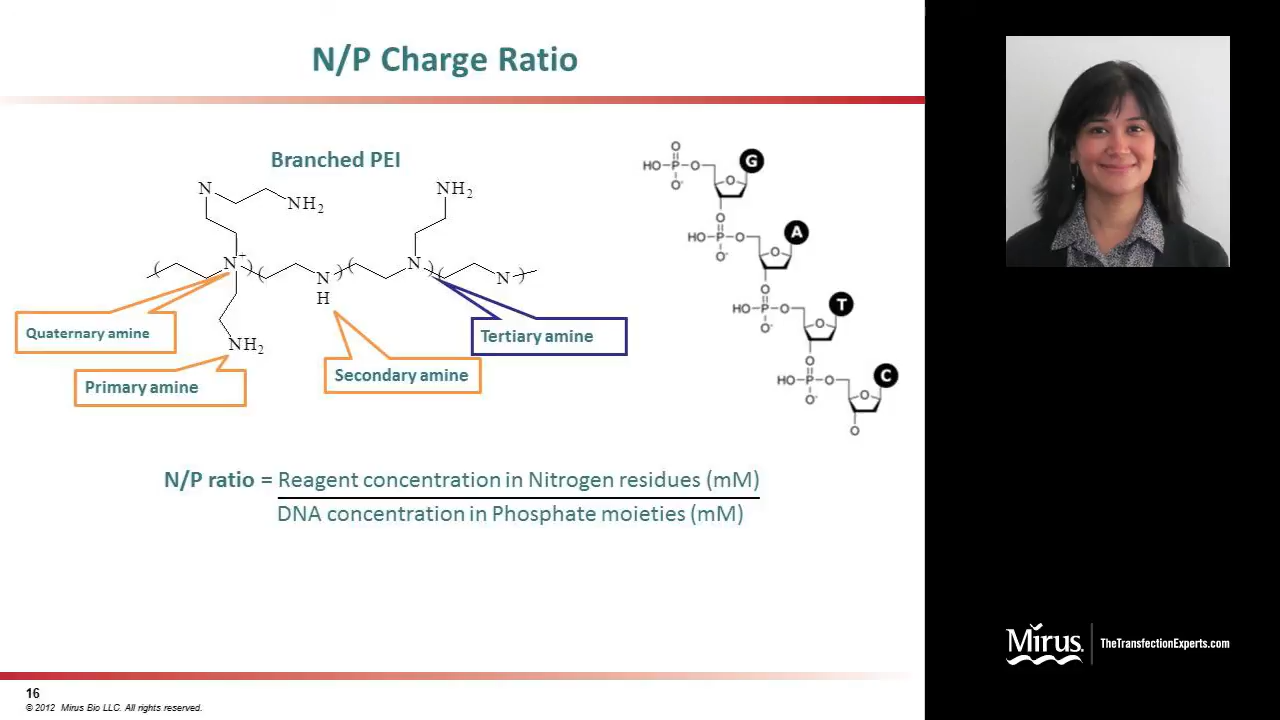 N/P Charge Ratio
Branched PEI
N
NH2
NH2
N+
N
H
N
N
NH2
Quaternary amine
Primary amine
Secondary amine
Tertiary amine
O
HO P O
O-
G
O
HO P O
O-
O
A
O
HO P O
O-
O
T
O
HO P O
O-
O
C
O
O
N/P ratio = Reagent concentration in Nitrogen residues (mM)
DNA concentration in Phosphate moieties (mM)
16
© 2012 Mirus Bio LLC. All rights reserved.
Mirus. TheTransfectionExperts.com